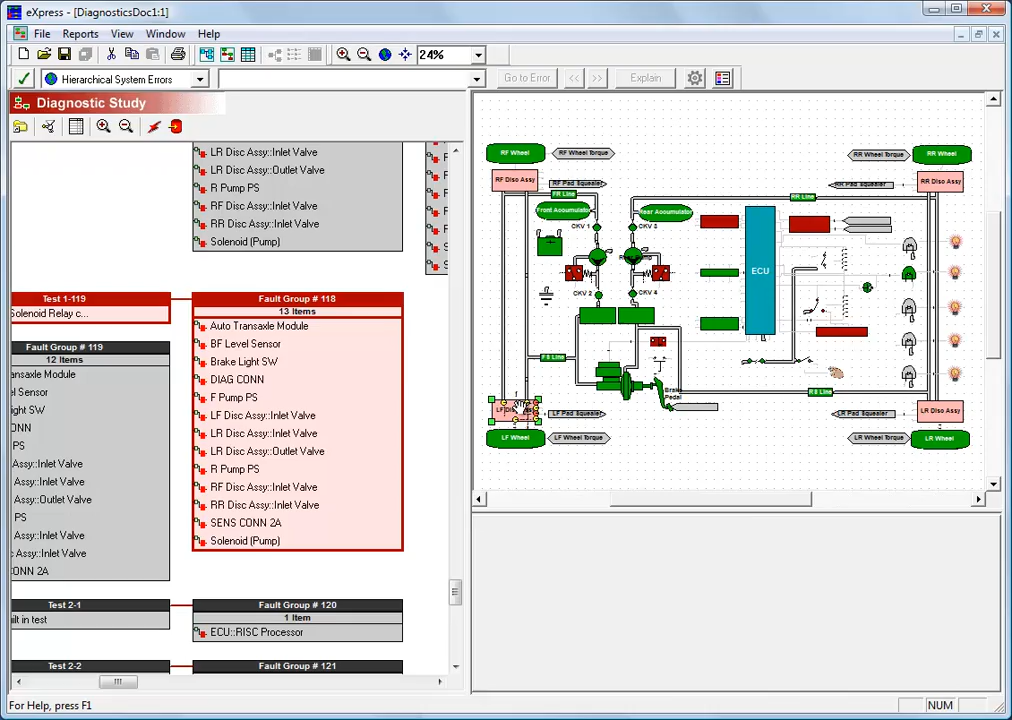 eXpress - [DiagnosticsDoc1:1]
File Reports View Window Help
24%
Hierarchical System Errors
Go to Error << >> Explain
Diagnostic Study
LR Disc Assy::Inlet Valve
LR Disc Assy::Outlet Valve
R Pump PS
RF Disc Assy::Inlet Valve
RR Disc Assy::Inlet Valve
Solenoid (Pump)
Test 1-119
Solenoid Relay c...
Fault Group # 119
12 Items
ansaxle Module
el Sensor
ight SW
ONN
PS
Assy::Inlet Valve
Assy::Inlet Valve
Assy::Outlet Valve
PS
Assy::Inlet Valve
c Assy::Inlet Valve
ONN 2A
Fault Group # 118
13 Items
Auto Transaxle Module
BF Level Sensor
Brake Light SW
DIAG CONN
F Pump PS
LF Disc Assy::Inlet Valve
LR Disc Assy::Inlet Valve
LR Disc Assy::Outlet Valve
R Pump PS
RF Disc Assy::Inlet Valve
RR Disc Assy::Inlet Valve
SENS CONN 2A
Solenoid (Pump)
Test 2-1
uilt in test
Fault Group # 120
1 Item
ECU::RISC Processor
Test 2-2
Fault Group # 121
RF Wheel
RF Wheel Torque
RR Wheel Torque
RR Wheel
RF Disc Assy
RF Pad Squealer
RR Pad Squealer
RR Disc Assy
FR Line
RR Line
Front Accumulator
Rear Accumulator
CKV 1
CKV 3
ECU
CKV 2
CKV 4
F8 Line
Brake
Pedal
R8 Line
LF Pad Squealer
LR Pad Squealer
LR Disc Assy
LF Wheel
LF Wheel Torque
LR Wheel Torque
LR Wheel
For Help, press F1
NUM